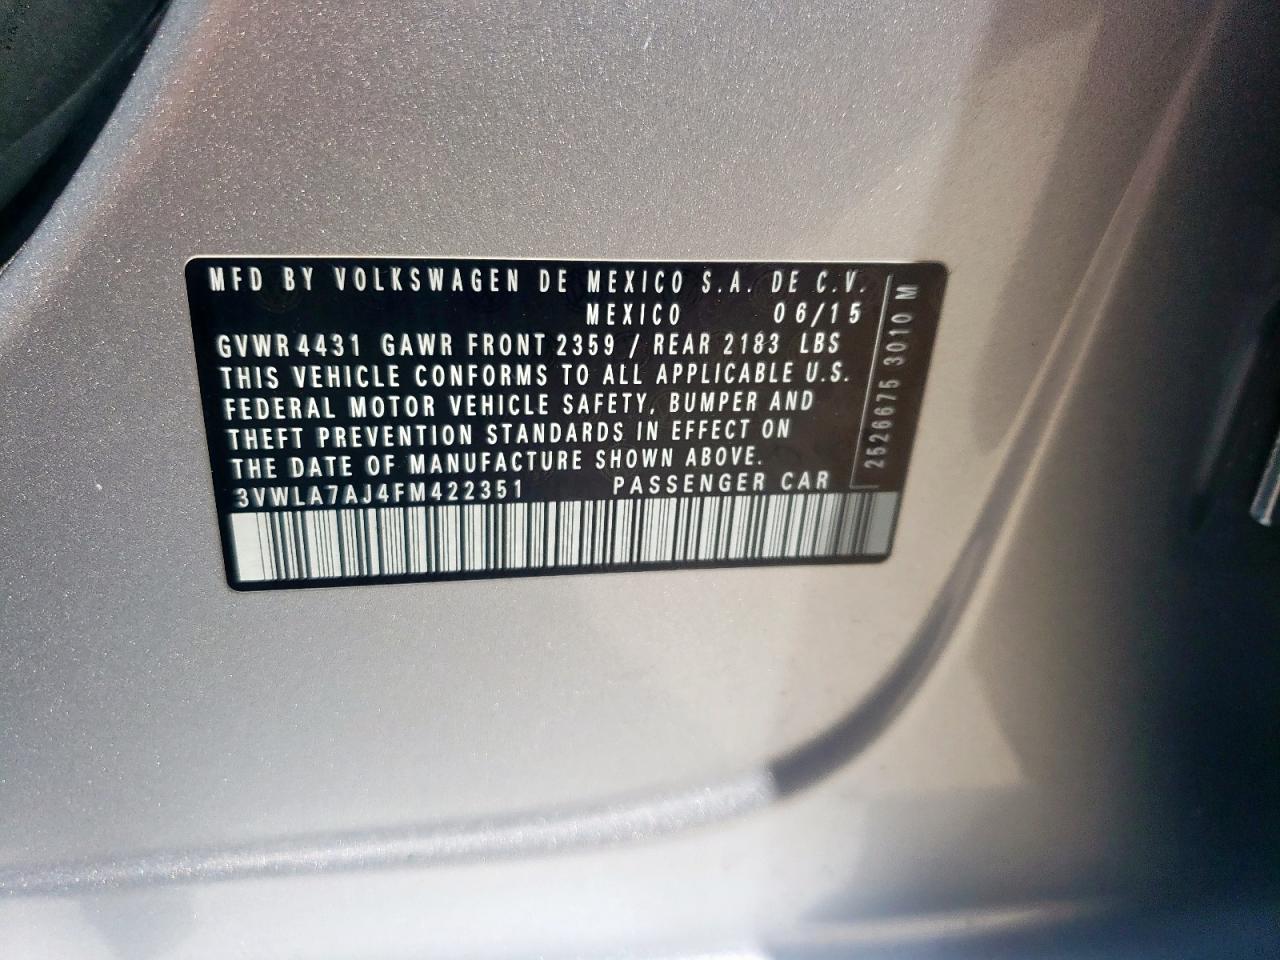 MFD BY VOLKSWAGEN DE MEXICO S.A. DE C.V.
MEXICO 06/15
GVWR 4431 GAWR FRONT 2359 / REAR 2183 LBS
THIS VEHICLE CONFORMS TO ALL APPLICABLE U.S.
FEDERAL MOTOR VEHICLE SAFETY, BUMPER AND
THEFT PREVENTION STANDARDS IN EFFECT ON
THE DATE OF MANUFACTURE SHOWN ABOVE.
3VWLA7AJ4FM422351 PASSENGER CAR
2526675 3010 M